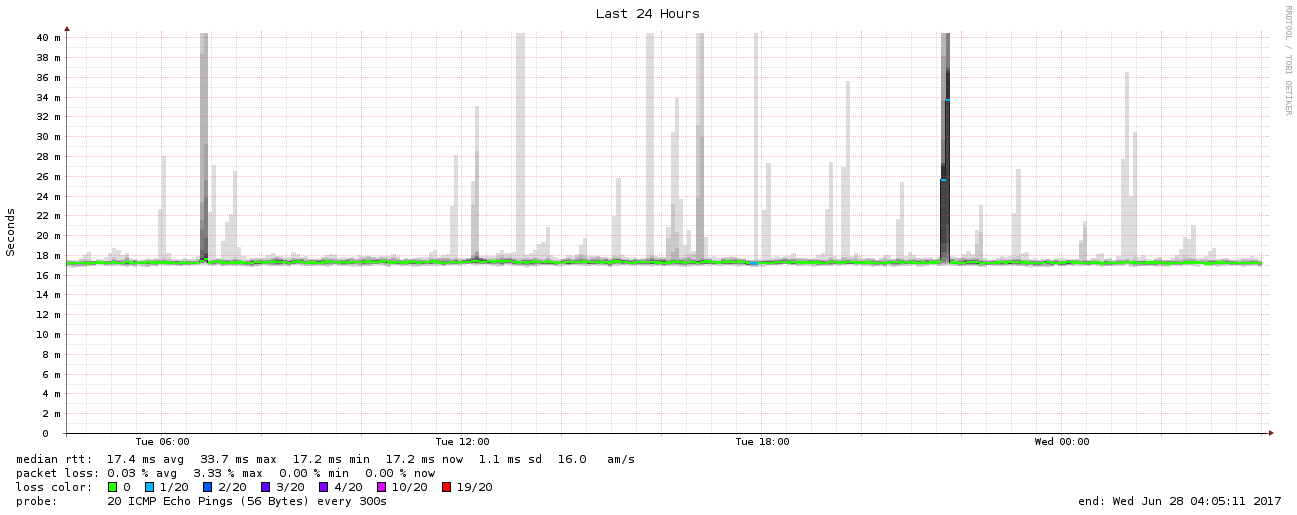 Last 24 Hours
RRDTOOL / TOBI OETIKER
Seconds
40 m
38 m
36 m
34 m
32 m
30 m
28 m
26 m
24 m
22 m
20 m
18 m
16 m
14 m
12 m
10 m
8 m
6 m
4 m
2 m
0
Tue 06:00 Tue 12:00 Tue 18:00 Wed 00:00
median rtt: 17.4 ms avg 33.7 ms max 17.2 ms min 17.2 ms now 1.1 ms sd 16.0 am/s
packet loss: 0.03 % avg 3.33 % max 0.00 % min 0.00 % now
loss color: 0 1/20 2/20 3/20 4/20 10/20 19/20
probe: 20 ICMP Echo Pings (56 Bytes) every 300s end: Wed Jun 28 04:05:11 2017